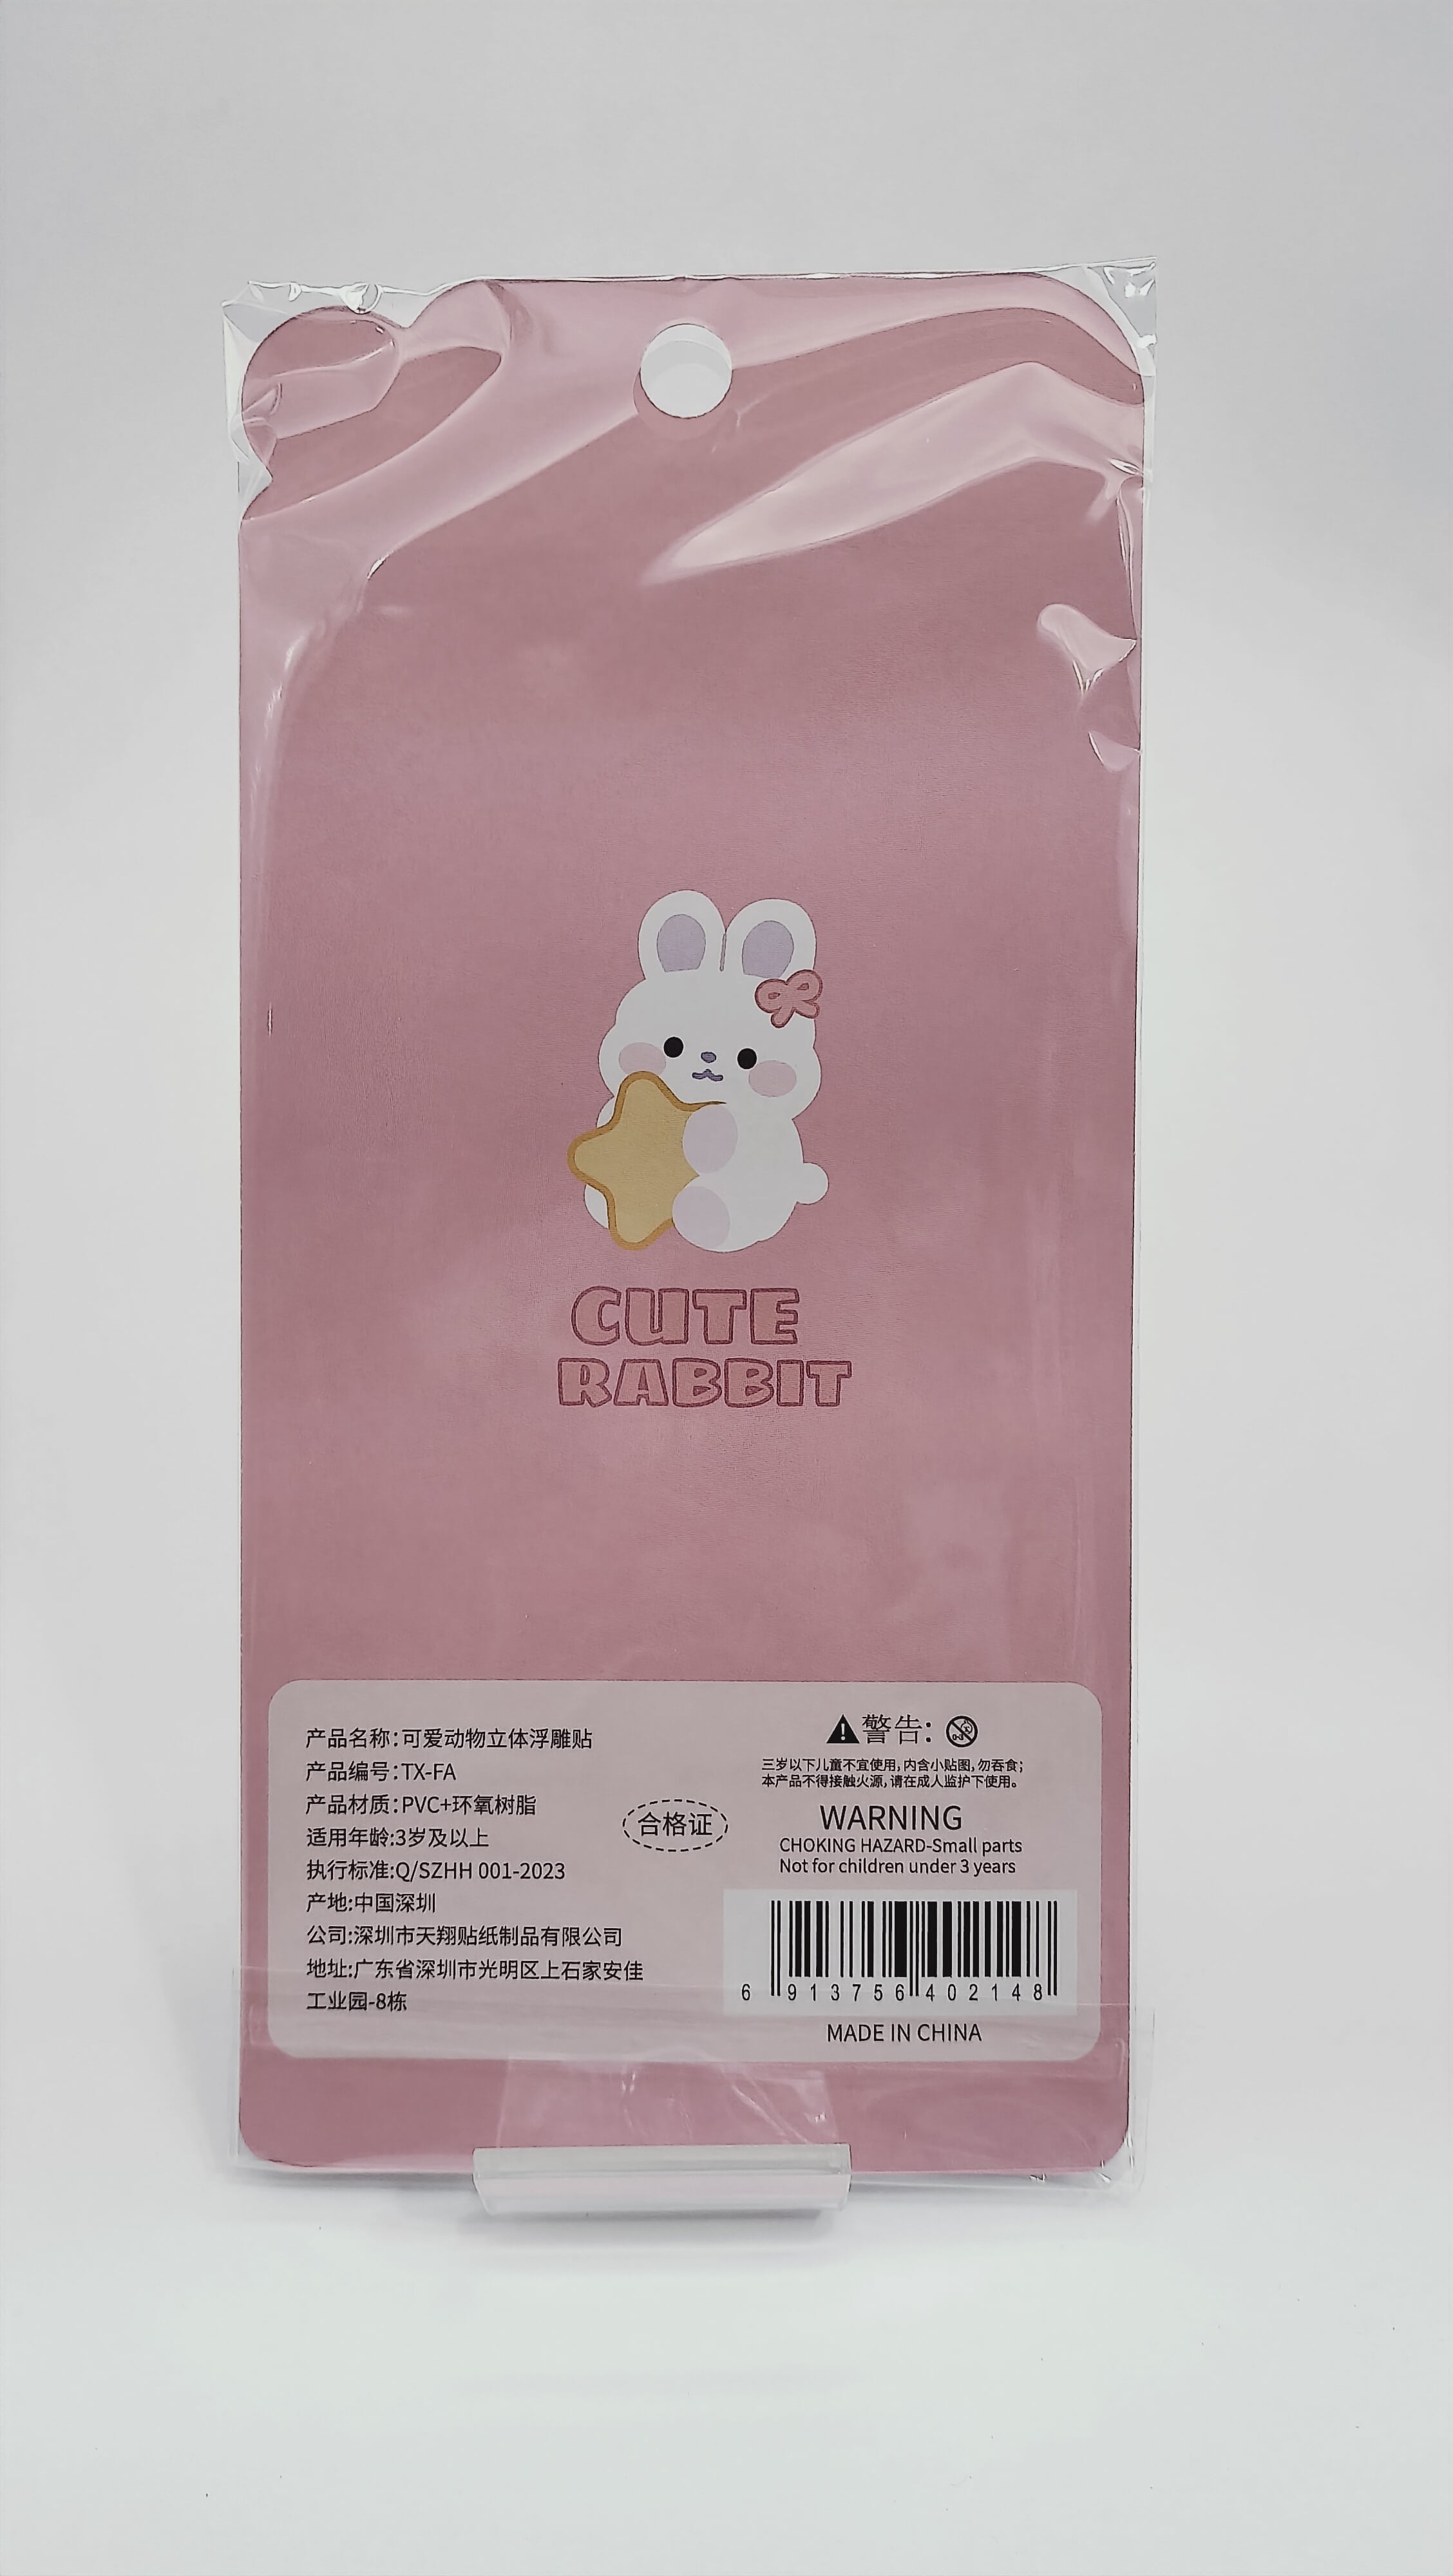 CUTE
RABBIT
产品名称:可爱动物立体浮雕贴
产品编号:TX-FA
产品材质:PVC+环氧树脂
适用年龄:3岁及以上
执行标准:Q/SZHH 001-2023
产地:中国深圳
公司:深圳市天翔贴纸制品有限公司
地址:广东省深圳市光明区上石家安佳
工业园-8栋
合格证
警告:
三岁以下儿童不宜使用,内含小贴图,勿吞食;
本产品不得接触火源,请在成人监护下使用。
WARNING
CHOKING HAZARD-Small parts
Not for children under 3 years
6 913756 402148
MADE IN CHINA